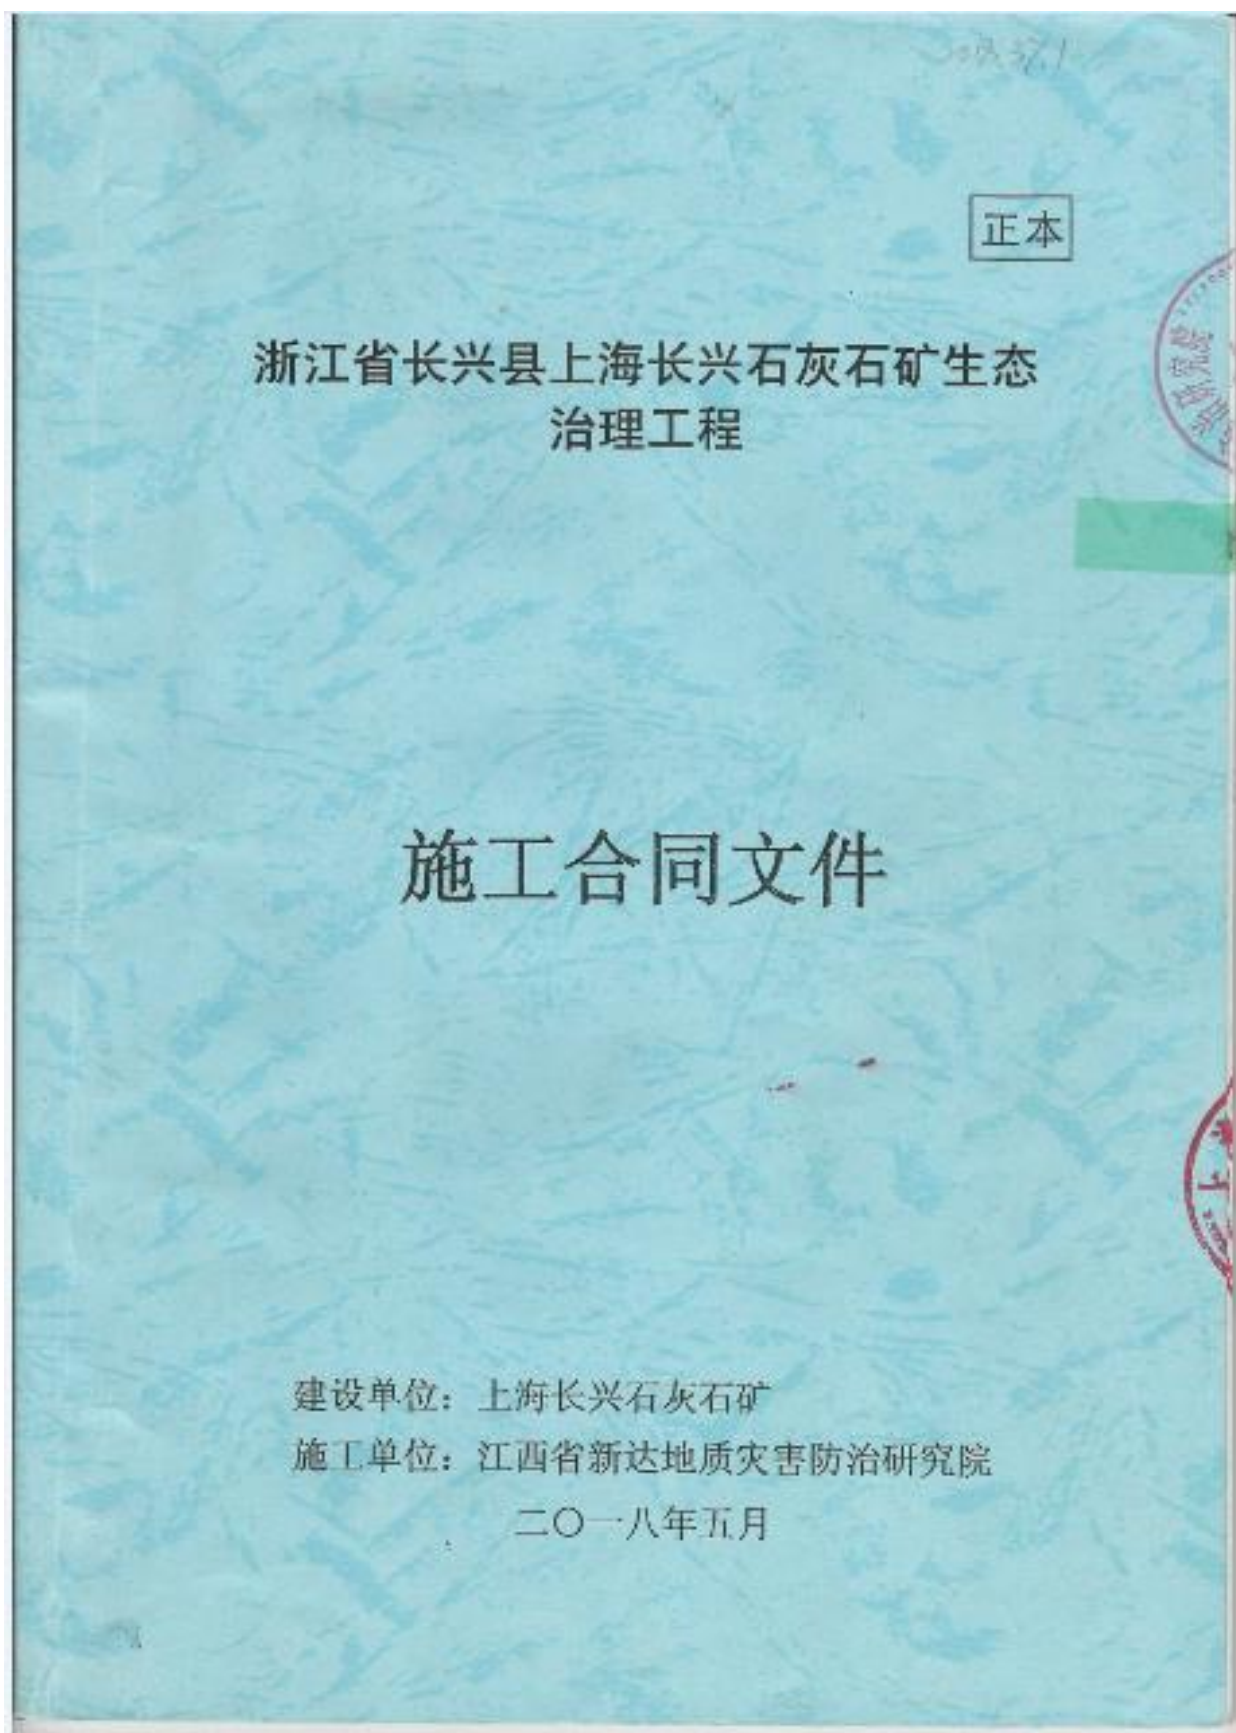 正本
浙江省长兴县上海长兴石灰石矿生态
治理工程
施工合同文件
建设单位：上海长兴石灰石矿
施工单位：江西省新达地质灾害防治研究院
二〇一八年五月